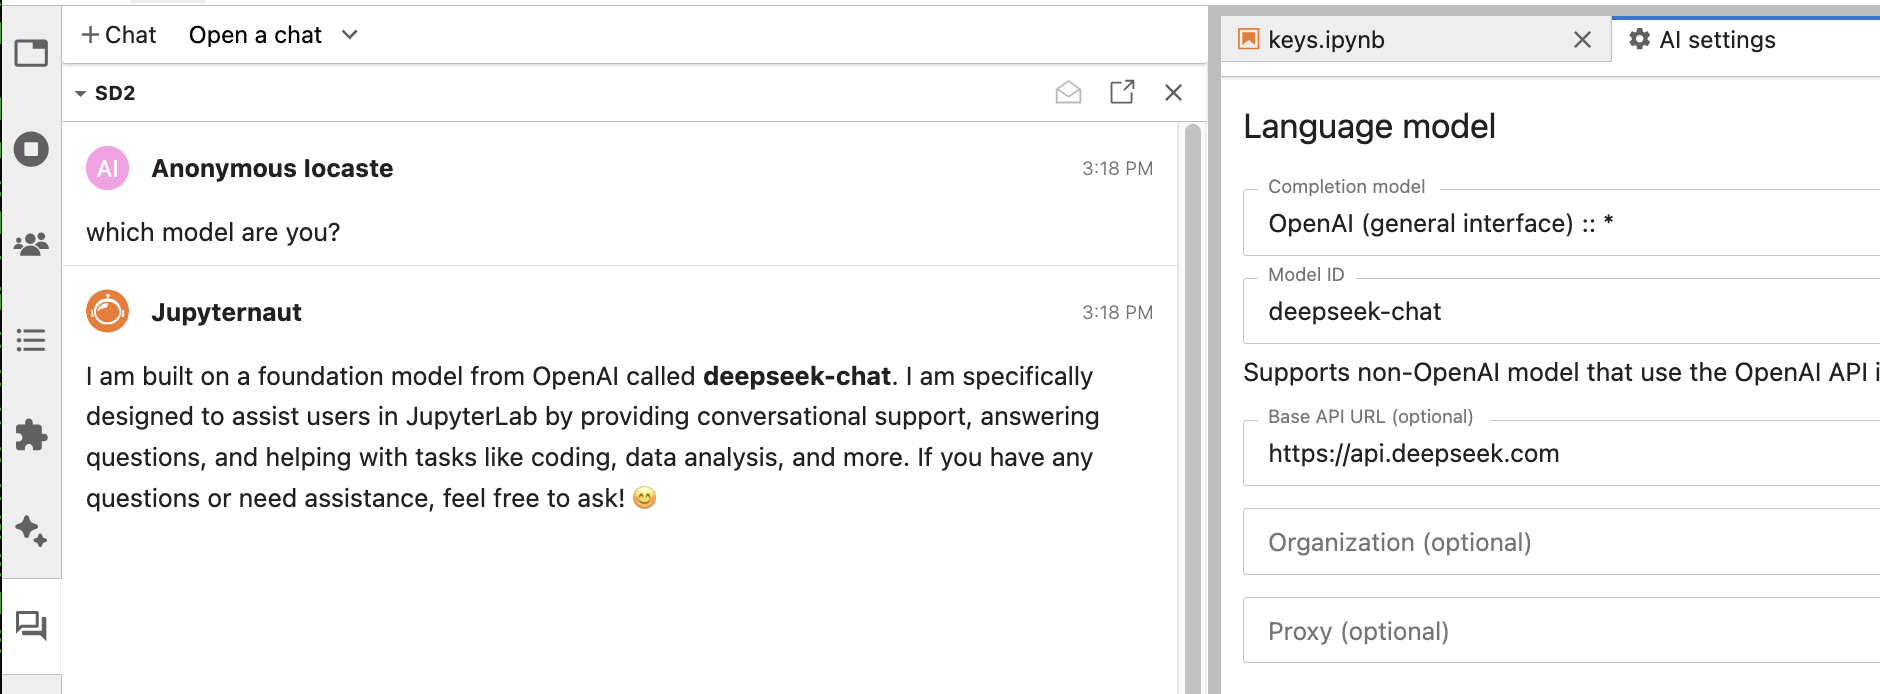 + Chat
Open a chat
SD2
AI
Anonymous Iocaste
3:18 PM
which model are you?
Jupyternaut
3:18 PM
I am built on a foundation model from OpenAI called deepseek-chat. I am specifically
designed to assist users in JupyterLab by providing conversational support, answering
questions, and helping with tasks like coding, data analysis, and more. If you have any
questions or need assistance, feel free to ask! 😊
keys.ipynb
AI settings
Language model
Completion model
OpenAI (general interface) :: *
Model ID
deepseek-chat
Supports non-OpenAI model that use the OpenAI API i
Base API URL (optional)
https://api.deepseek.com
Organization (optional)
Proxy (optional)